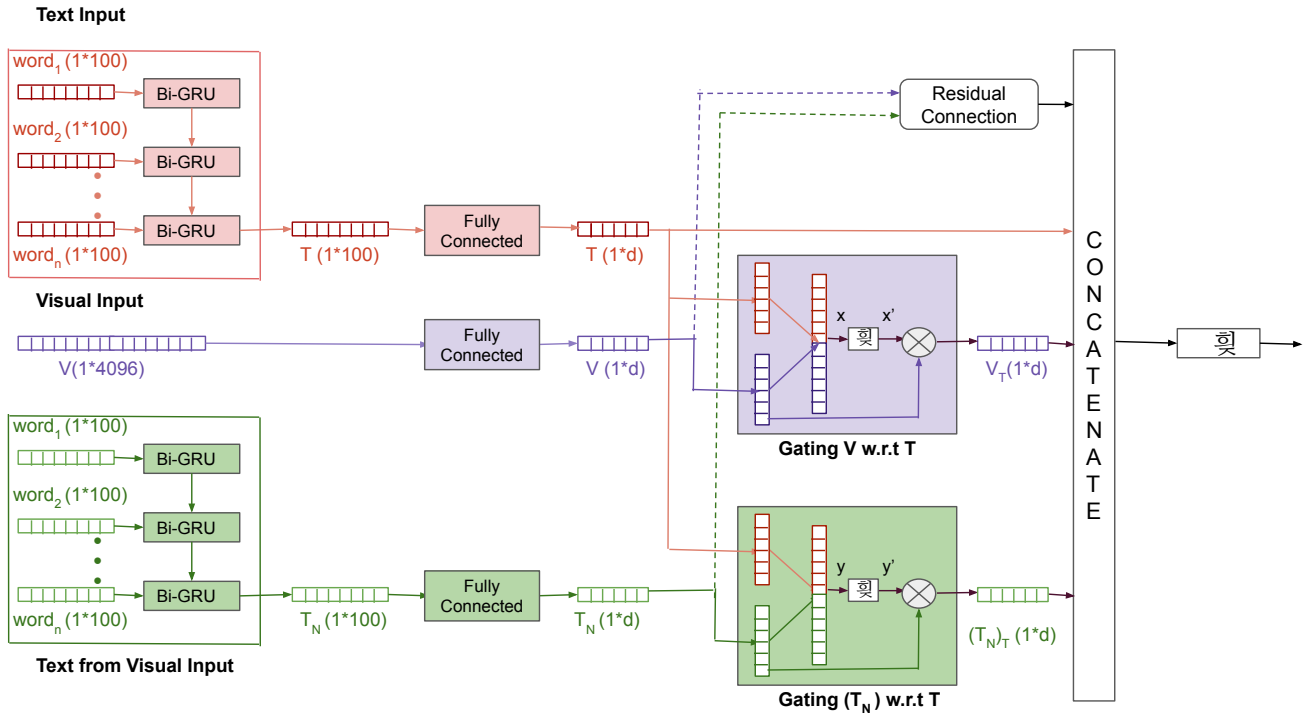 Text Input
word1 (1*100)
Bi-GRU
word2 (1*100)
Bi-GRU
wordn (1*100)
Bi-GRU
T (1*100)
Fully
Connected
T (1*d)
Residual
Connection
Visual Input
V(1*4096)
Fully
Connected
V (1*d)
x
x'
VT(1*d)
Gating V w.r.t T
word1 (1*100)
Bi-GRU
word2 (1*100)
Bi-GRU
wordn (1*100)
Bi-GRU
TN (1*100)
Fully
Connected
TN (1*d)
y
y'
(TN)T (1*d)
Gating (TN) w.r.t T
Text from Visual Input
CONCATENATE